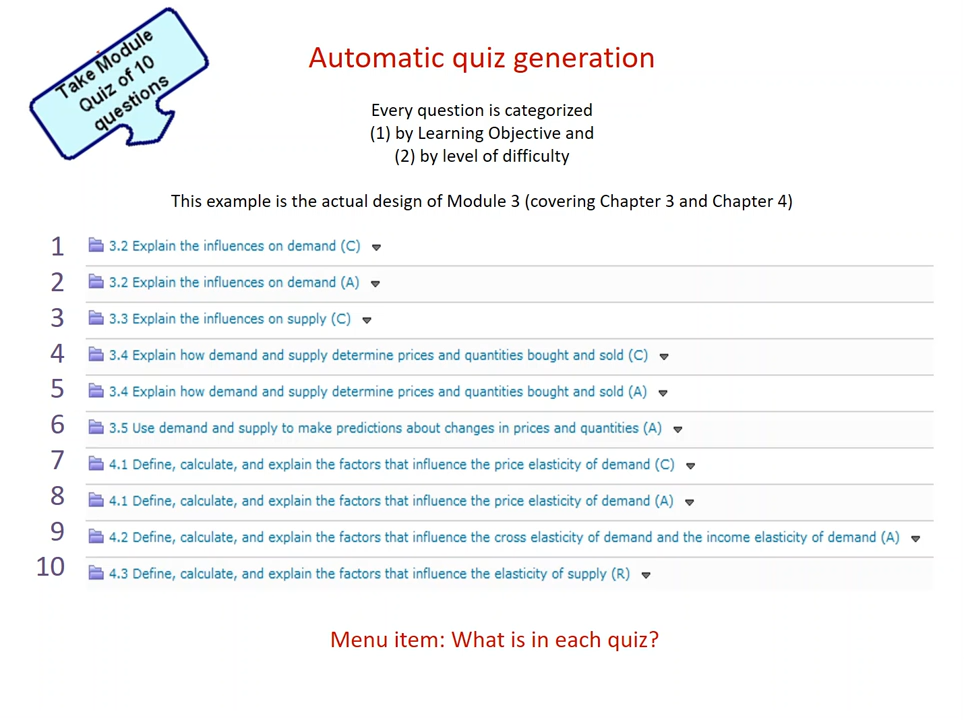 Take Module
Quiz of 10
questions
Automatic quiz generation
Every question is categorized
(1) by Learning Objective and
(2) by level of difficulty
This example is the actual design of Module 3 (covering Chapter 3 and Chapter 4)
1 3.2 Explain the influences on demand (C)
2 3.2 Explain the influences on demand (A)
3 3.3 Explain the influences on supply (C)
4 3.4 Explain how demand and supply determine prices and quantities bought and sold (C)
5 3.4 Explain how demand and supply determine prices and quantities bought and sold (A)
6 3.5 Use demand and supply to make predictions about changes in prices and quantities (A)
7 4.1 Define, calculate, and explain the factors that influence the price elasticity of demand (C)
8 4.1 Define, calculate, and explain the factors that influence the price elasticity of demand (A)
9 4.2 Define, calculate, and explain the factors that influence the cross elasticity of demand and the income elasticity of demand (A)
10 4.3 Define, calculate, and explain the factors that influence the elasticity of supply (R)
Menu item: What is in each quiz?